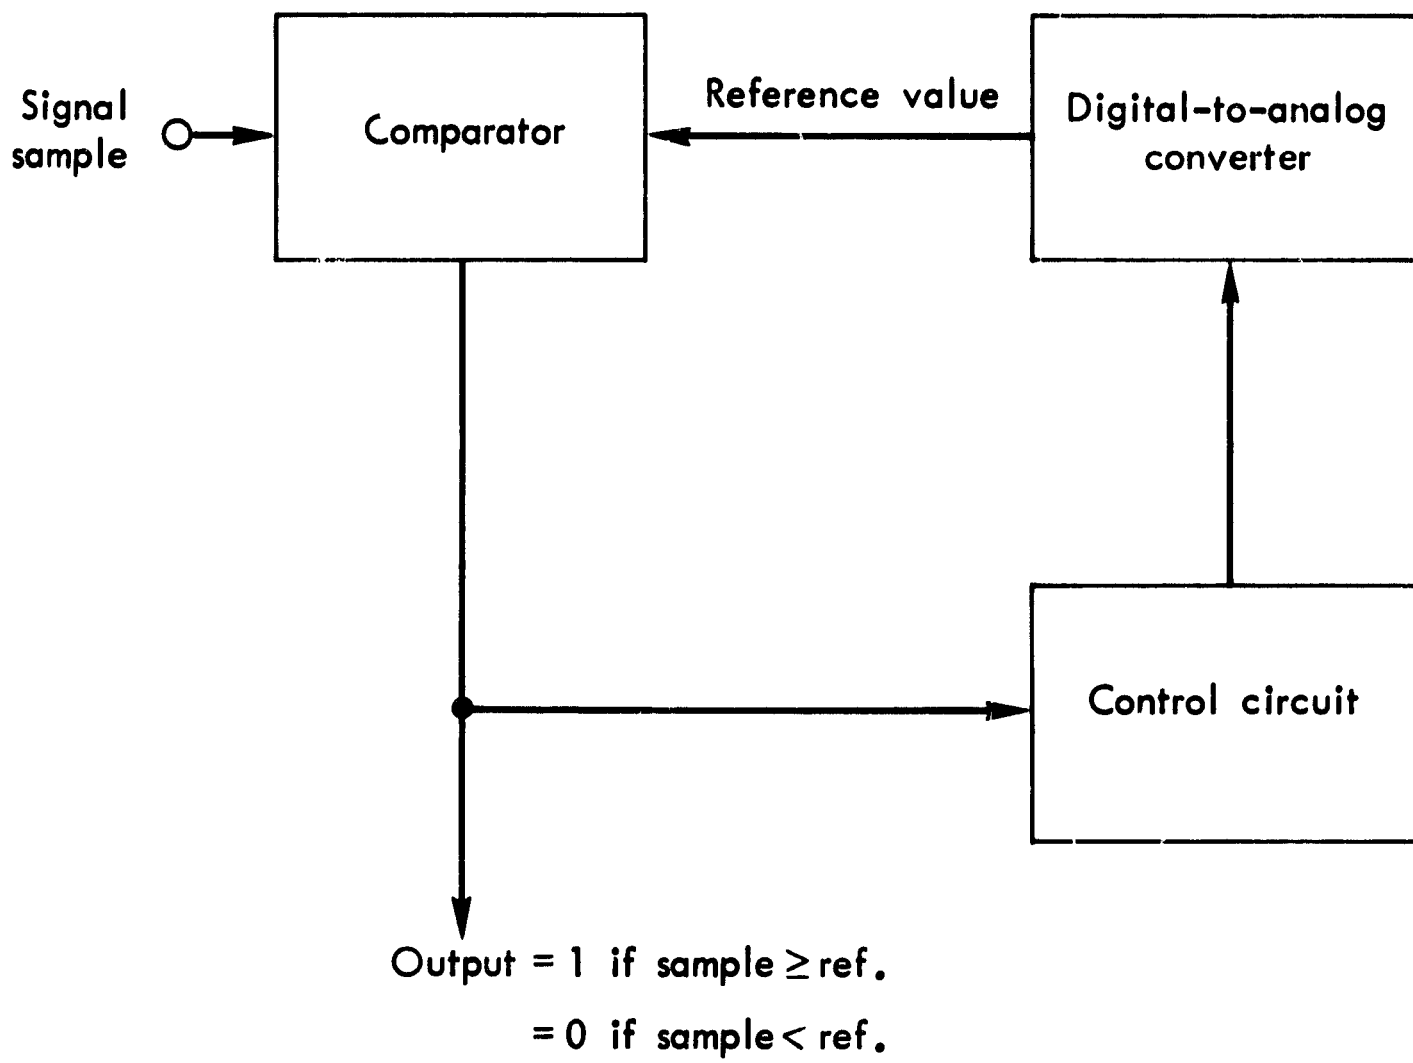 Signal
sample
Comparator
Reference value
Digital-to-analog
converter
Control circuit
Output = 1 if sample ≥ ref.
= 0 if sample < ref.